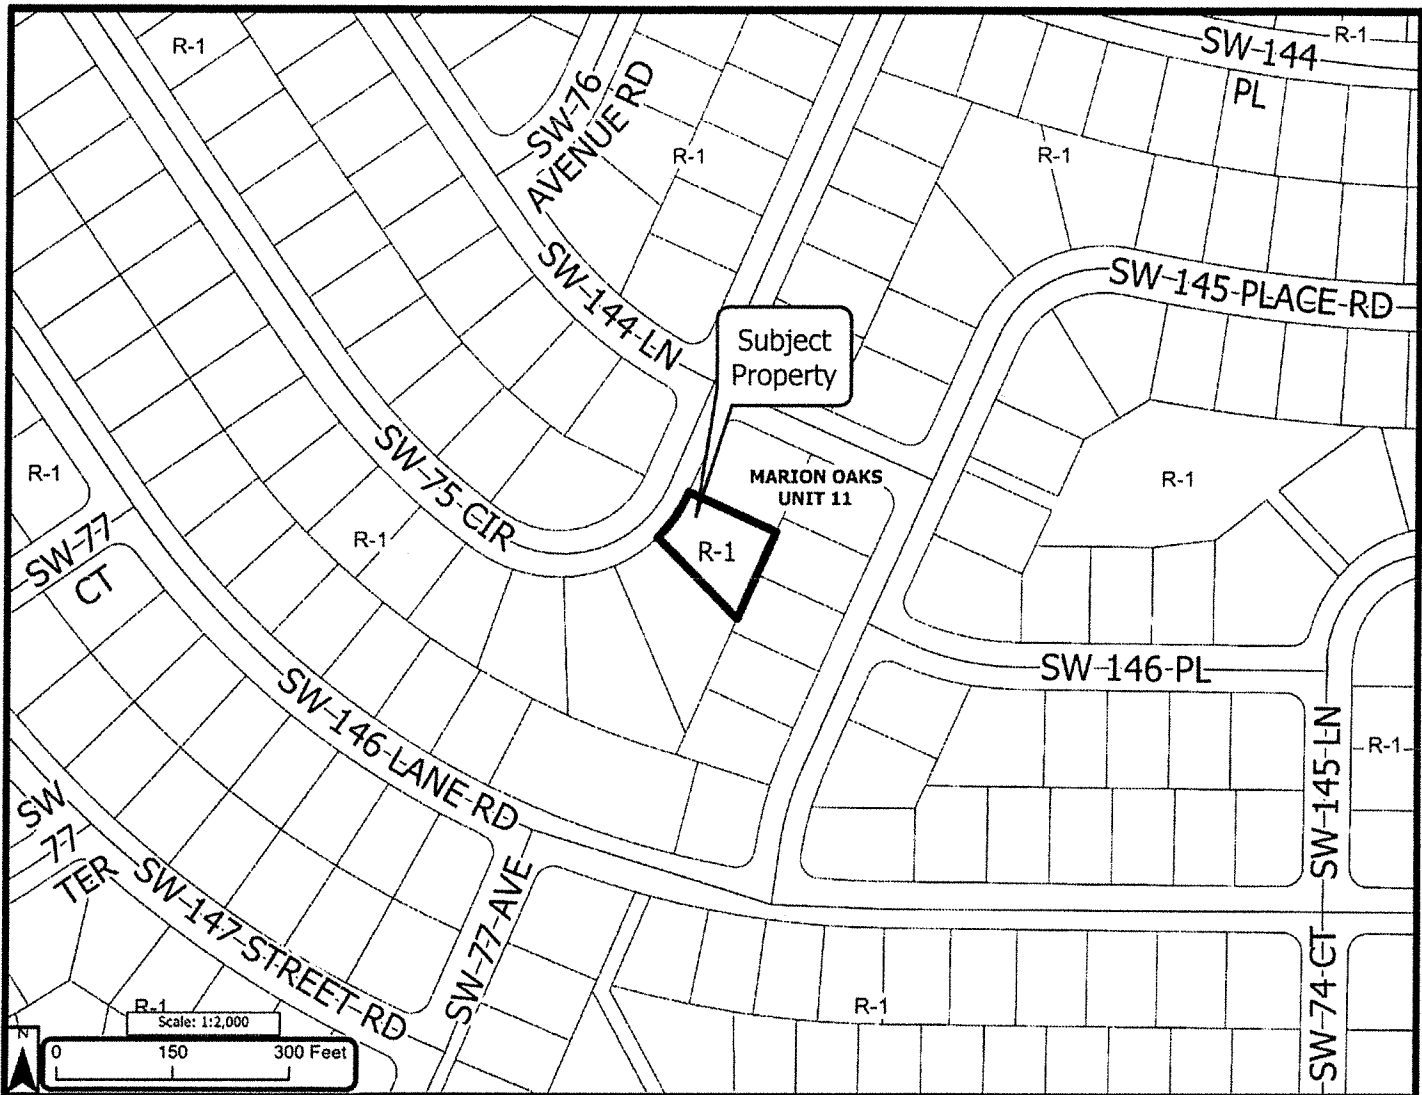 R-1
SW 144
PL
R-1
SW 76
AVENUE RD
R-1
R-1
SW 144 LN
SW 145 PLACE RD
Subject
Property
SW 75 CIR
R-1
MARION OAKS
UNIT 11
R-1
R-1
R-1
SW 77
CT
SW 146 PL
SW 146 LANE RD
SW 145 LN
R-1
SW
77
TER
SW 147 STREET RD
SW 77 AVE
SW 74 CT
R-1
R-1
Scale: 1:2,000
N
0 150 300 Feet